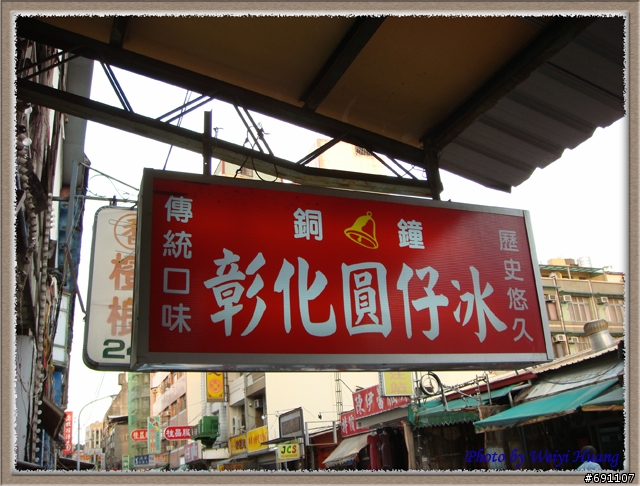 傳統口味
銅 鐘
彰化圓仔冰
歷史悠久
JCS
Photo by Weiyi Huang
#691107